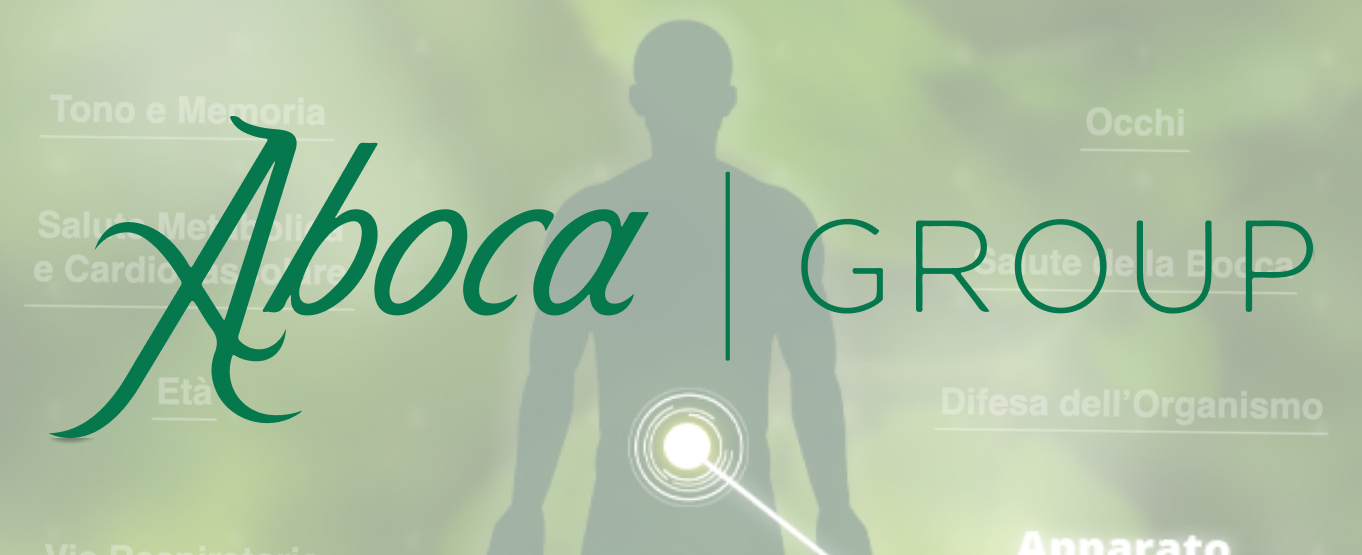 Tono e Memoria
Salute Metabolica
e Cardiovascolare
Età
Aboca | GROUP
Occhi
Salute della Bocca
Difesa dell'Organismo
Vie Respiratorie
Apparato